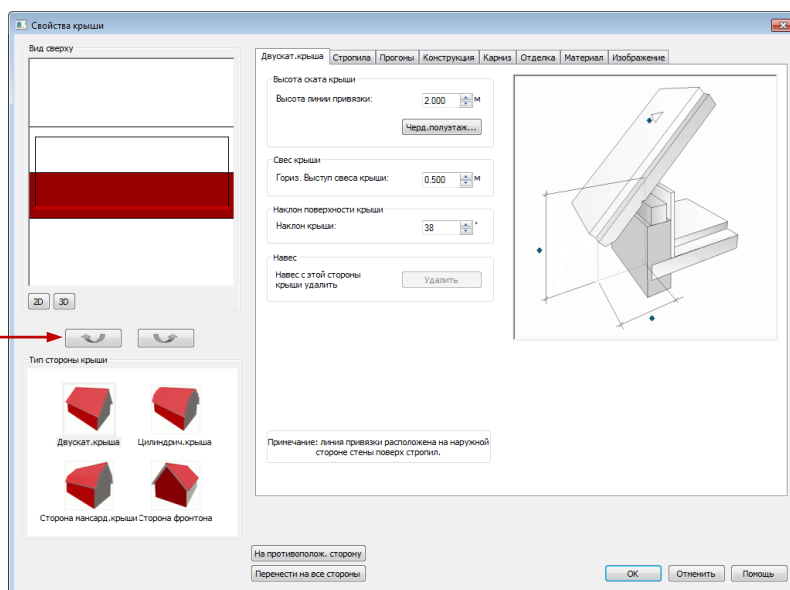 Свойства крыши
Вид сверху
2D
3D
Тип стороны крыши
Двускат.крыша
Цилиндрич.крыша
Сторона мансард.крыши
Сторона фронтона
Двускат.крыша
Стропила
Прогоны
Конструкция
Карниз
Отделка
Материал
Изображение
Высота ската крыши
Высота линии привязки:
2.000
м
Черд.полуэтаж...
Свес крыши
Гориз. Выступ свеса крыши:
0.500
м
Наклон поверхности крыши
Наклон крыши:
38
°
Навес
Навес с этой стороны
крыши удалить
Удалить
Примечание: линия привязки расположена на наружной
стороне стены поверх стропил.
На противополож. сторону
Перенести на все стороны
OK
Отменить
Помощь